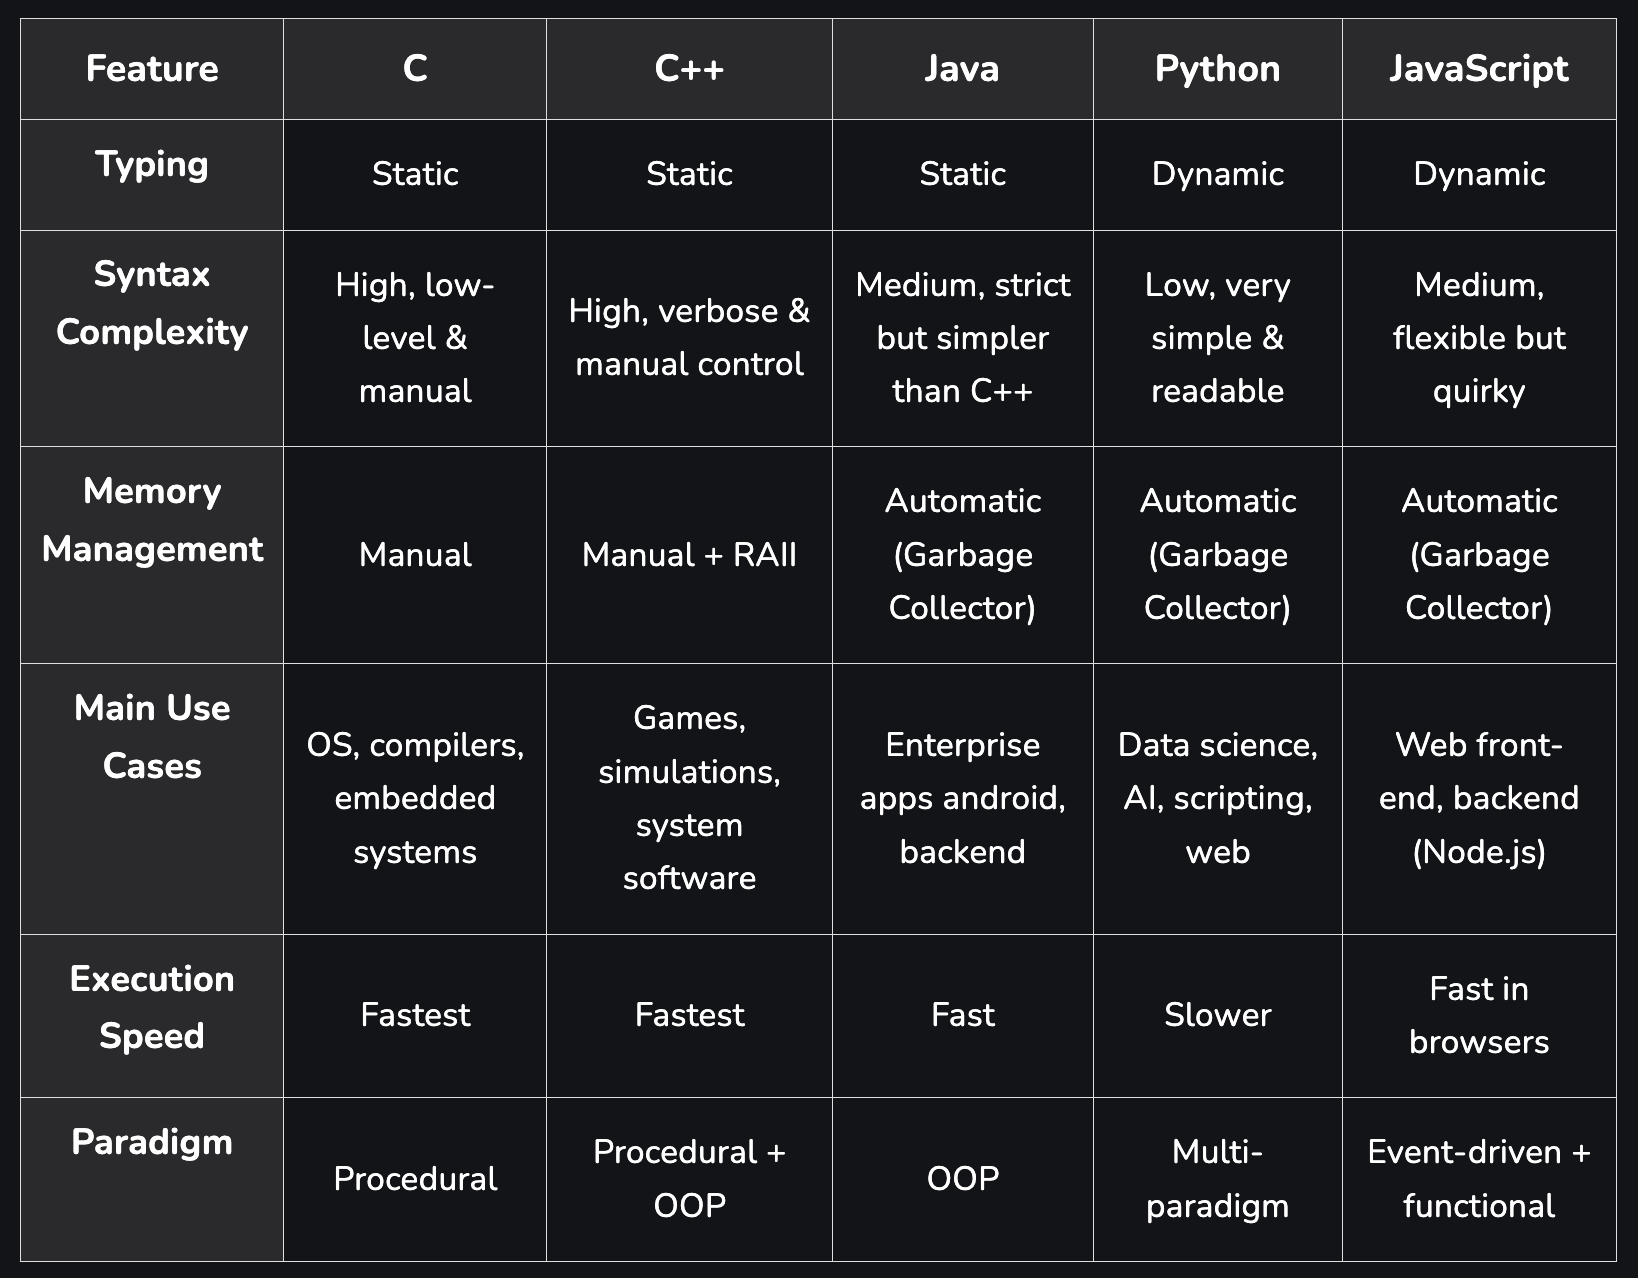 Feature C C++ Java Python JavaScript
Typing Static Static Static Dynamic Dynamic
Syntax
Complexity
High, low-
level &
manual
High, verbose &
manual control
Medium, strict
but simpler
than C++
Low, very
simple &
readable
Medium,
flexible but
quirky
Memory
Management
Manual
Manual + RAII
Automatic
(Garbage
Collector)
Automatic
(Garbage
Collector)
Automatic
(Garbage
Collector)
Main Use
Cases
OS, compilers,
embedded
systems
Games,
simulations,
system
software
Enterprise
apps android,
backend
Data science,
AI, scripting,
web
Web front-
end, backend
(Node.js)
Execution
Speed
Fastest
Fastest
Fast
Slower
Fast in
browsers
Paradigm
Procedural
Procedural +
OOP
OOP
Multi-
paradigm
Event-driven +
functional